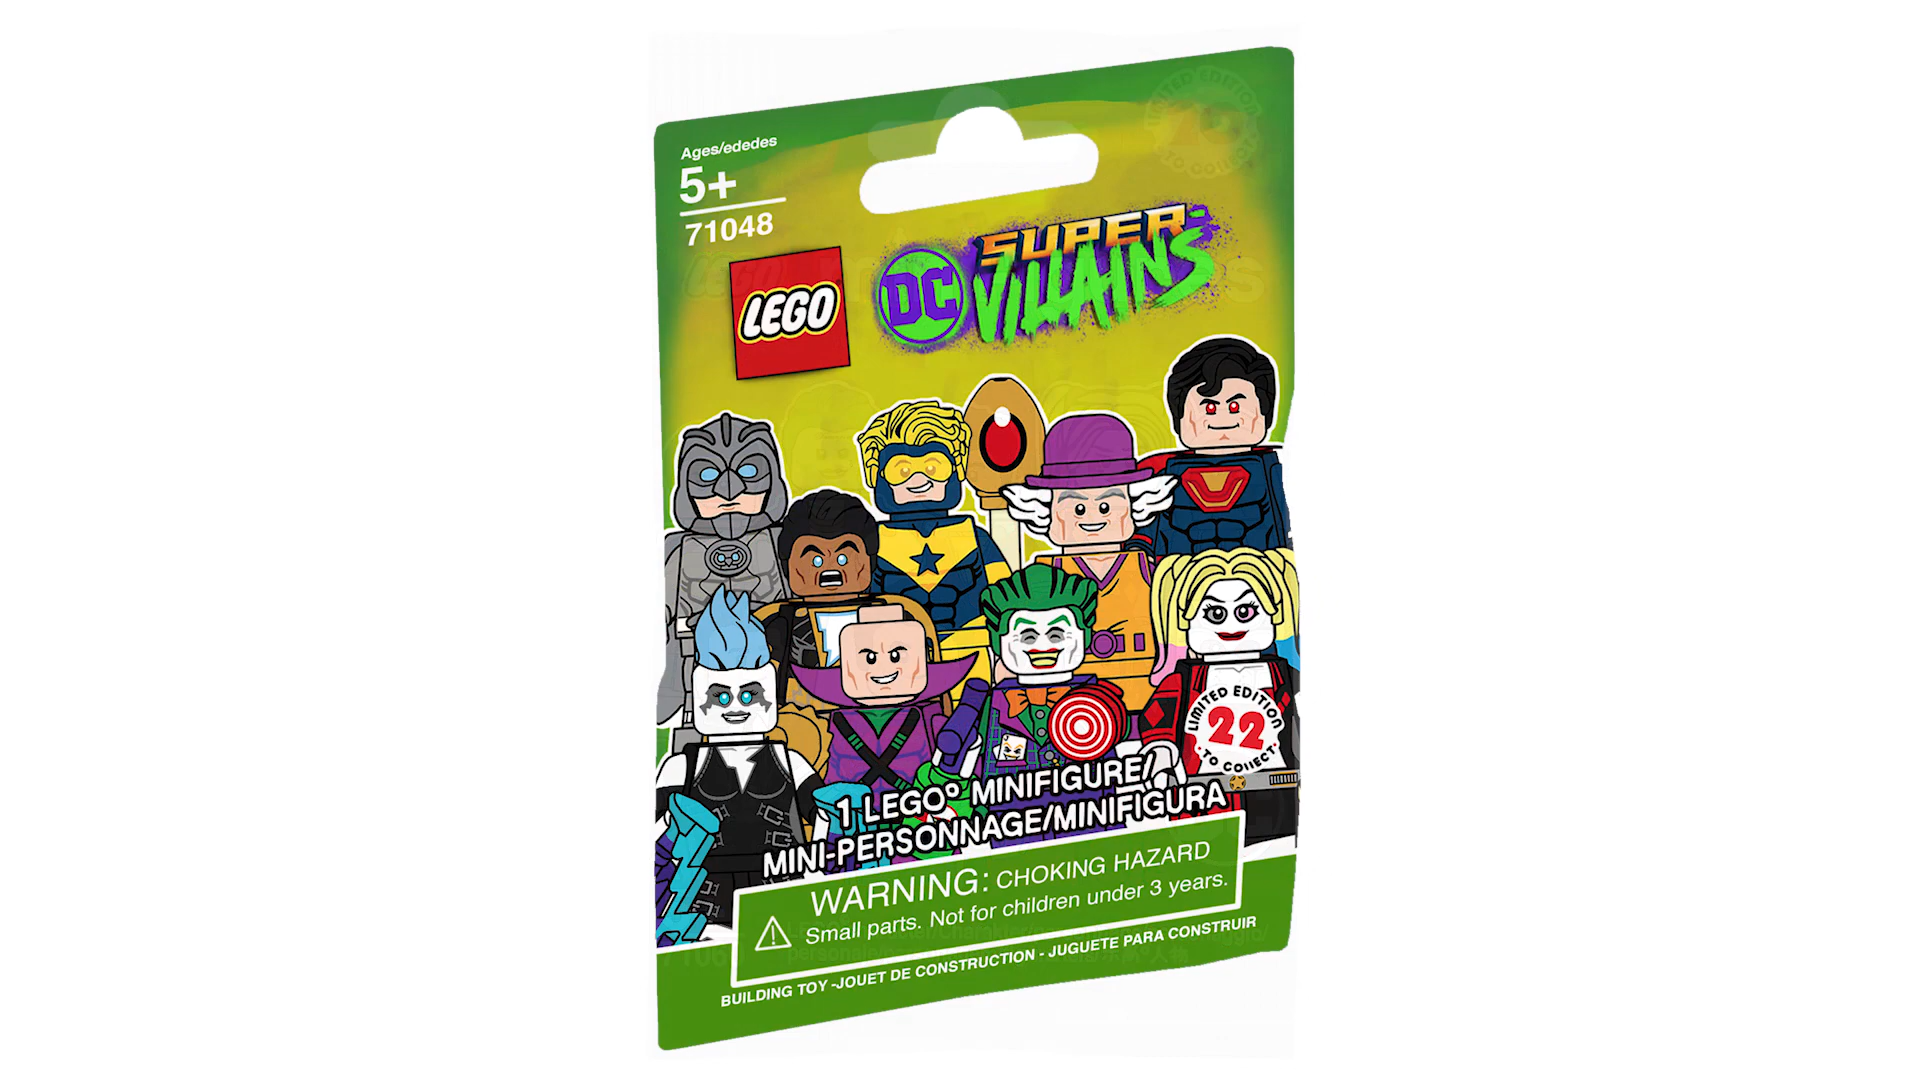 Ages/ededes
5+
71048
LEGO
DC SUPER-
VILLAINS
LIMITED EDITION
22
TO COLLECT
1 LEGO® MINIFIGURE/
MINI-PERSONNAGE/MINIFIGURA
WARNING: CHOKING HAZARD
Small parts. Not for children under 3 years.
BUILDING TOY -JOUET DE CONSTRUCTION - JUGUETE PARA CONSTRUIR